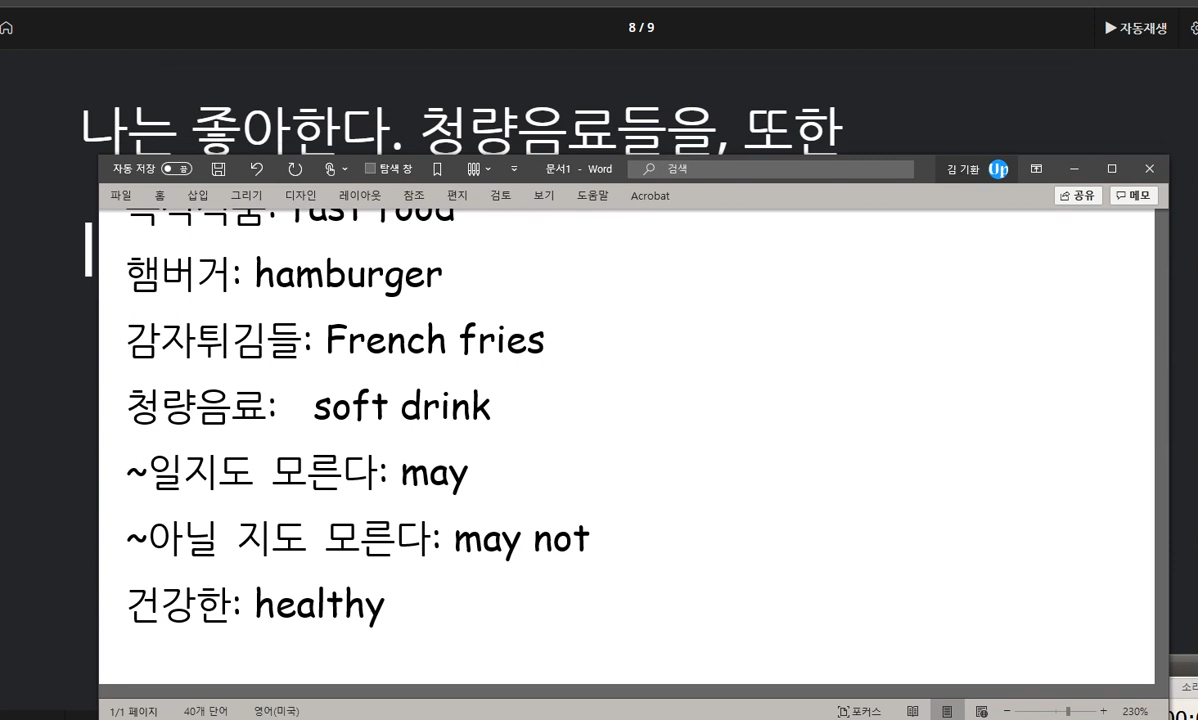 8 / 9
▶ 자동재생
나는 좋아한다. 청량음료들을, 또한
자동 저장 끔 탐색 창 문서1 - Word 검색 김 기환 Up
파일 홈 삽입 그리기 디자인 레이아웃 참조 편지 검토 보기 도움말 Acrobat 공유 메모
fast food
햄버거: hamburger
감자튀김들: French fries
청량음료: soft drink
~일지도 모른다: may
~아닐 지도 모른다: may not
건강한: healthy
1/1 페이지 40개 단어 영어(미국) 포커스 230%